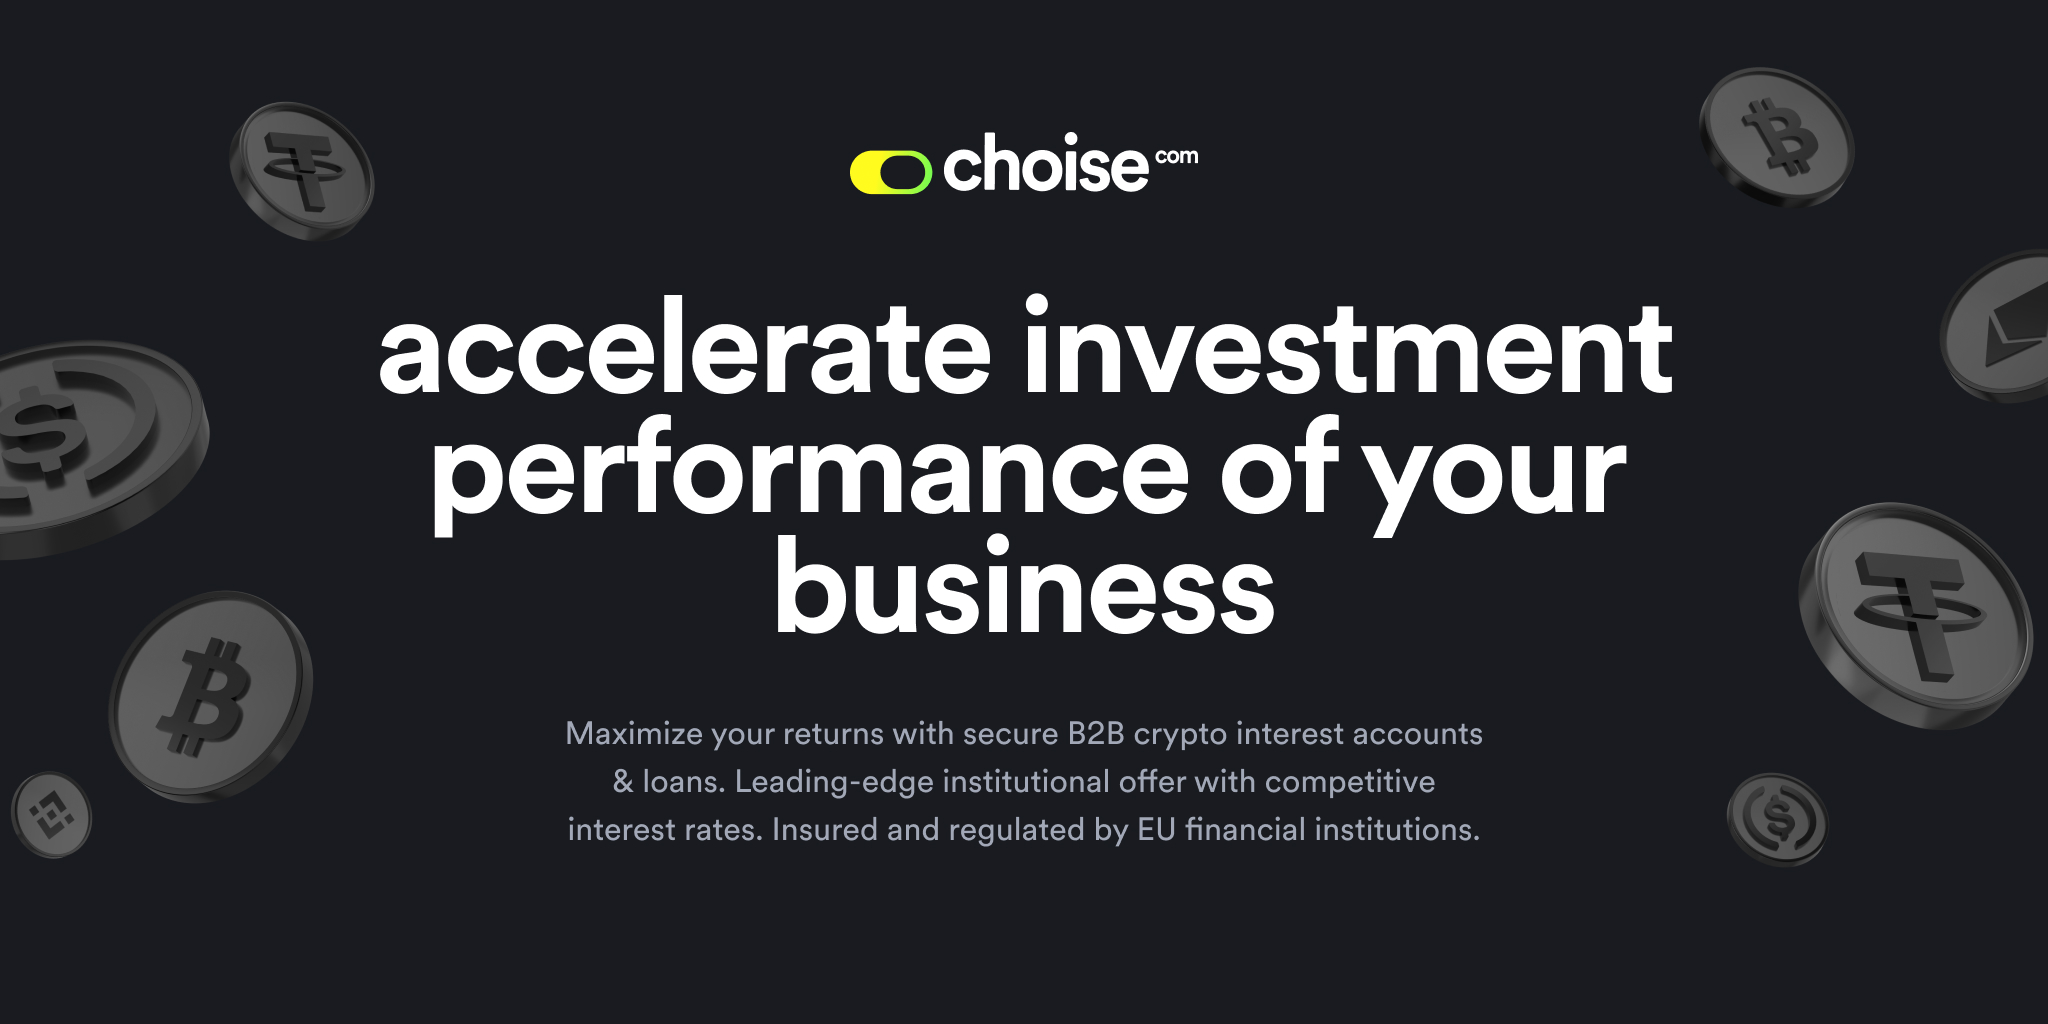 choise com
accelerate investment
performance of your
business
Maximize your returns with secure B2B crypto interest accounts
& loans. Leading-edge institutional offer with competitive
interest rates. Insured and regulated by EU financial institutions.